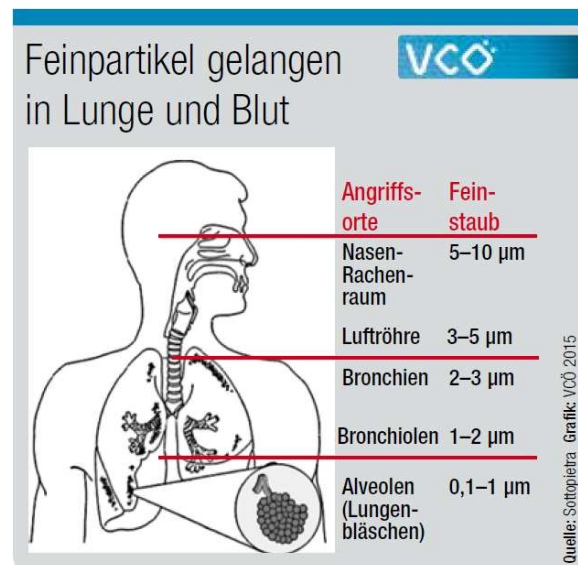 Feinpartikel gelangen
in Lunge und Blut
VCÖ
Angriffs-
orte
Fein-
staub
Nasen-
Rachen-
raum
5–10 µm
Luftröhre 3–5 µm
Bronchien 2–3 µm
Bronchiolen 1–2 µm
Alveolen
(Lungen-
bläschen)
0,1–1 µm
Quelle: Sottopietra Grafik: VCÖ 2015